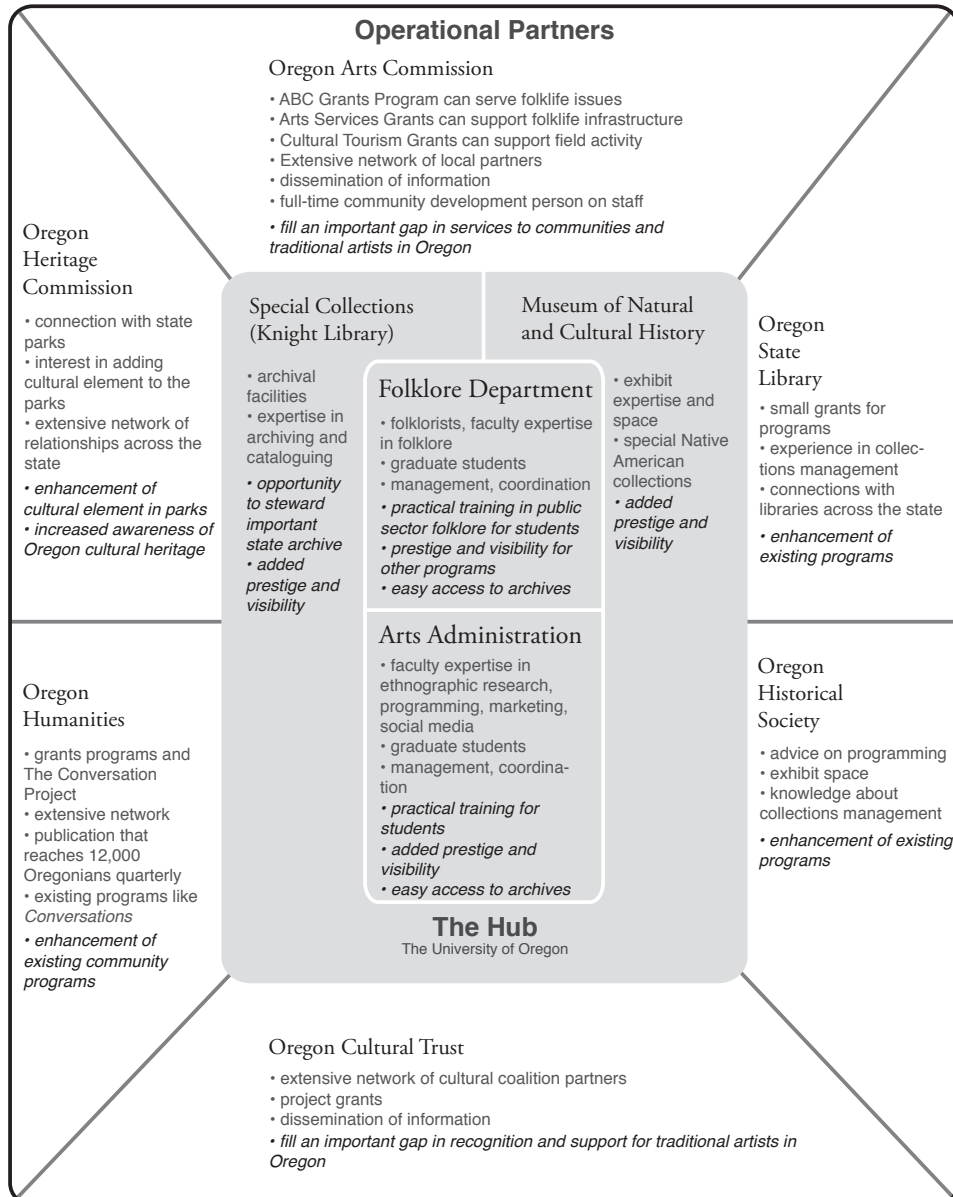 Operational Partners
Oregon Arts Commission
• ABC Grants Program can serve folklife issues
• Arts Services Grants can support folklife infrastructure
• Cultural Tourism Grants can support field activity
• Extensive network of local partners
• dissemination of information
• full-time community development person on staff
• fill an important gap in services to communities and
traditional artists in Oregon
Oregon
Heritage
Commission
• connection with state
parks
• interest in adding
cultural element to the
parks
• extensive network of
relationships across the
state
• enhancement of
cultural element in parks
• increased awareness of
Oregon cultural heritage
Special Collections
(Knight Library)
• archival
facilities
• expertise in
archiving and
cataloguing
• opportunity
to steward
important
state archive
• added
prestige and
visibility
Folklore Department
• folklorists, faculty expertise
in folklore
• graduate students
• management, coordination
• practical training in public
sector folklore for students
• prestige and visibility for
other programs
• easy access to archives
Museum of Natural
and Cultural History
• exhibit
expertise and
space
• special Native
American
collections
• added
prestige and
visibility
Oregon
State
Library
• small grants for
programs
• experience in collec-
tions management
• connections with
libraries across the state
• enhancement of
existing programs
Oregon
Humanities
• grants programs and
The Conversation
Project
• extensive network
• publication that
reaches 12,000
Oregonians quarterly
• existing programs like
Conversations
• enhancement of
existing community
programs
Arts Administration
• faculty expertise in
ethnographic research,
programming, marketing,
social media
• graduate students
• management, coordina-
tion
• practical training for
students
• added prestige and
visibility
• easy access to archives
The Hub
The University of Oregon
Oregon
Historical
Society
• advice on programming
• exhibit space
• knowledge about
collections management
• enhancement of existing
programs
Oregon Cultural Trust
• extensive network of cultural coalition partners
• project grants
• dissemination of information
• fill an important gap in recognition and support for traditional artists in
Oregon